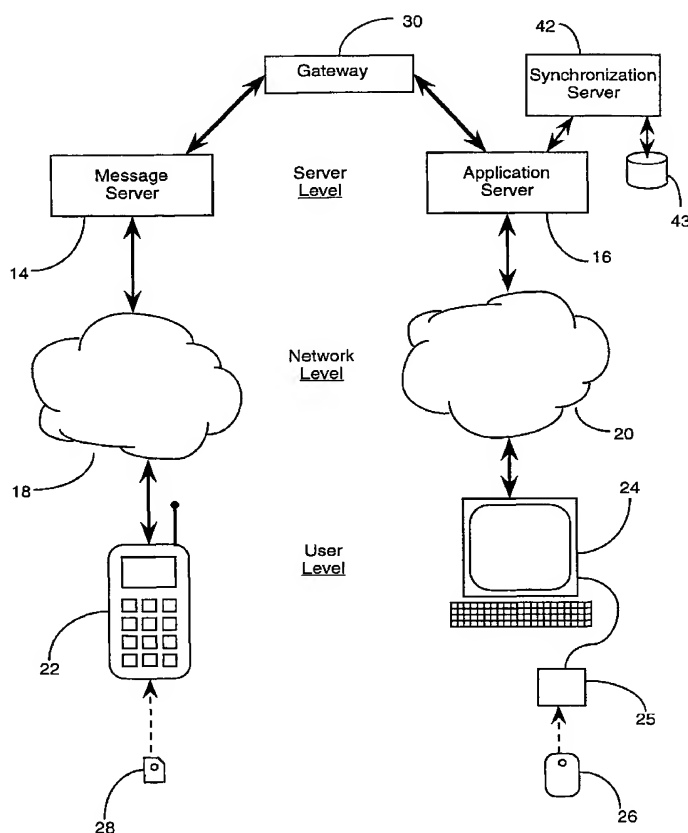 30
42
Gateway
Synchronization
Server
Message
Server
Server
Level
Application
Server
43
14
16
Network
Level
20
18
24
User
Level
22
25
28
26